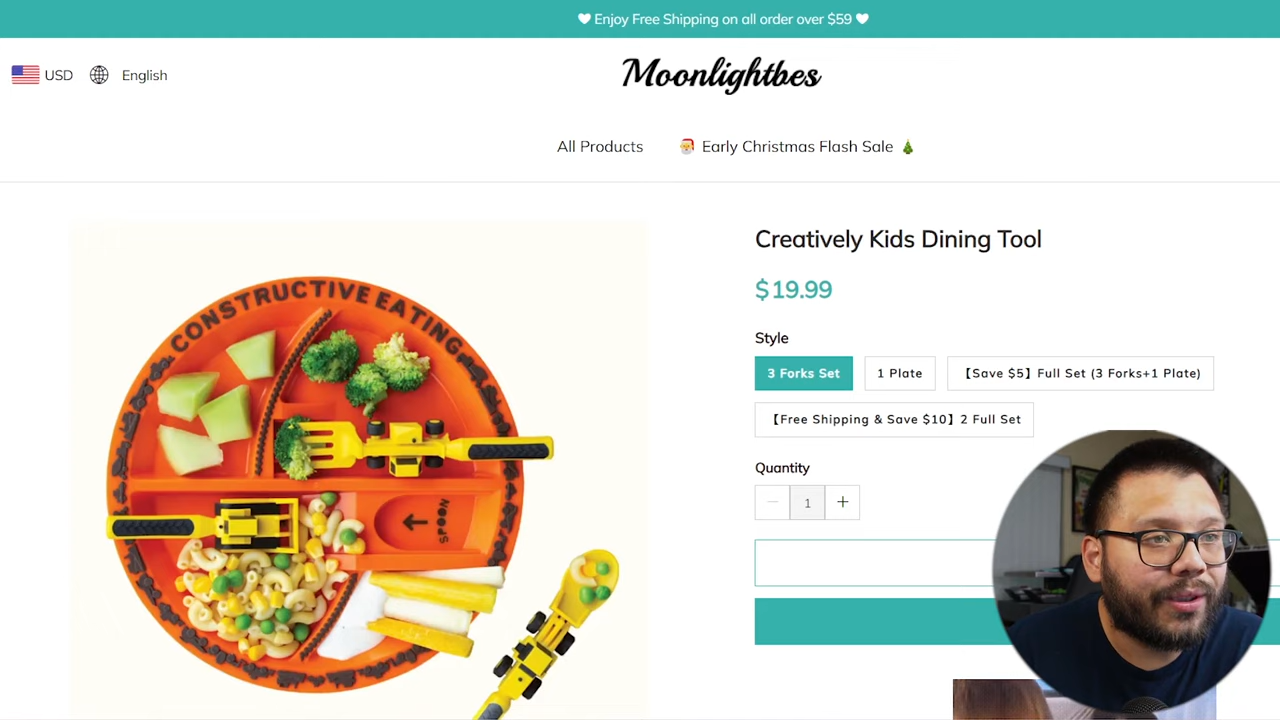 🤍 Enjoy Free Shipping on all order over $59 🤍
USD
English
Moonlightbes
All Products
🎅 Early Christmas Flash Sale 🎄
Creatively Kids Dining Tool
$19.99
Style
3 Forks Set
1 Plate
【Save $5】Full Set (3 Forks+1 Plate)
【Free Shipping & Save $10】2 Full Set
Quantity
− 1 +
CONSTRUCTIVE EATING
SPOON